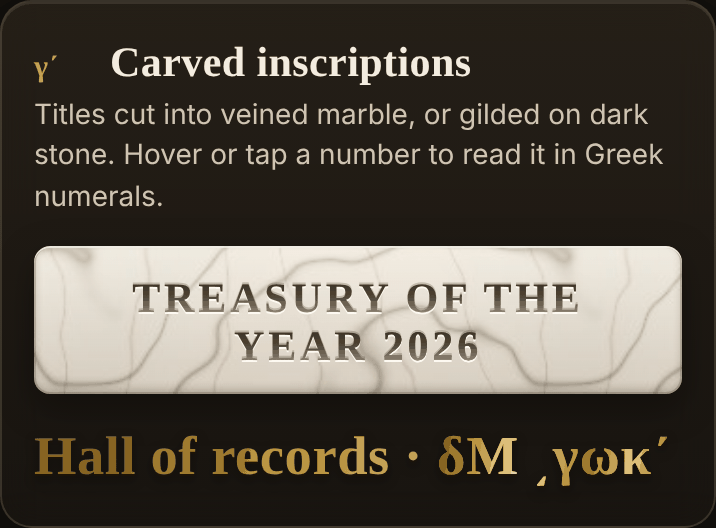 γ΄ Carved inscriptions
Titles cut into veined marble, or gilded on dark
stone. Hover or tap a number to read it in Greek
numerals.
TREASURY OF THE
YEAR 2026
Hall of records · δΜ ͵γωκ΄